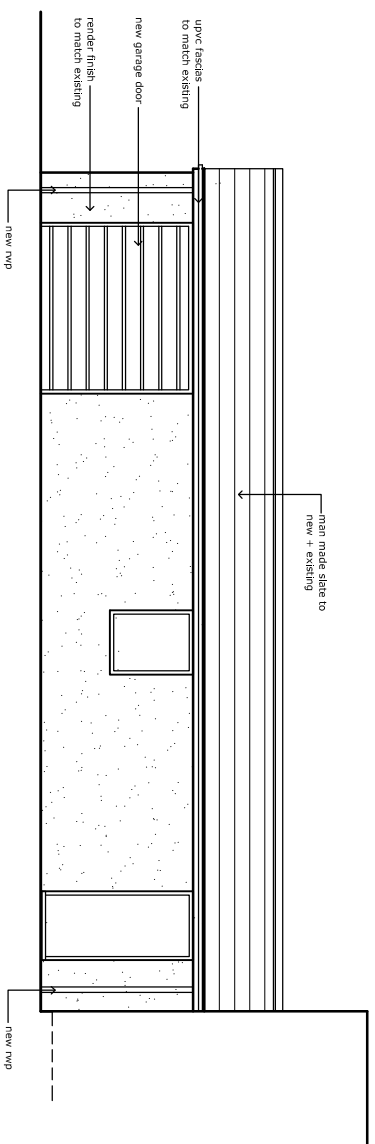 upvc fascias
to match existing
new garage door
render finish
to match existing
new rwp
man made slate to
new + existing
new rwp